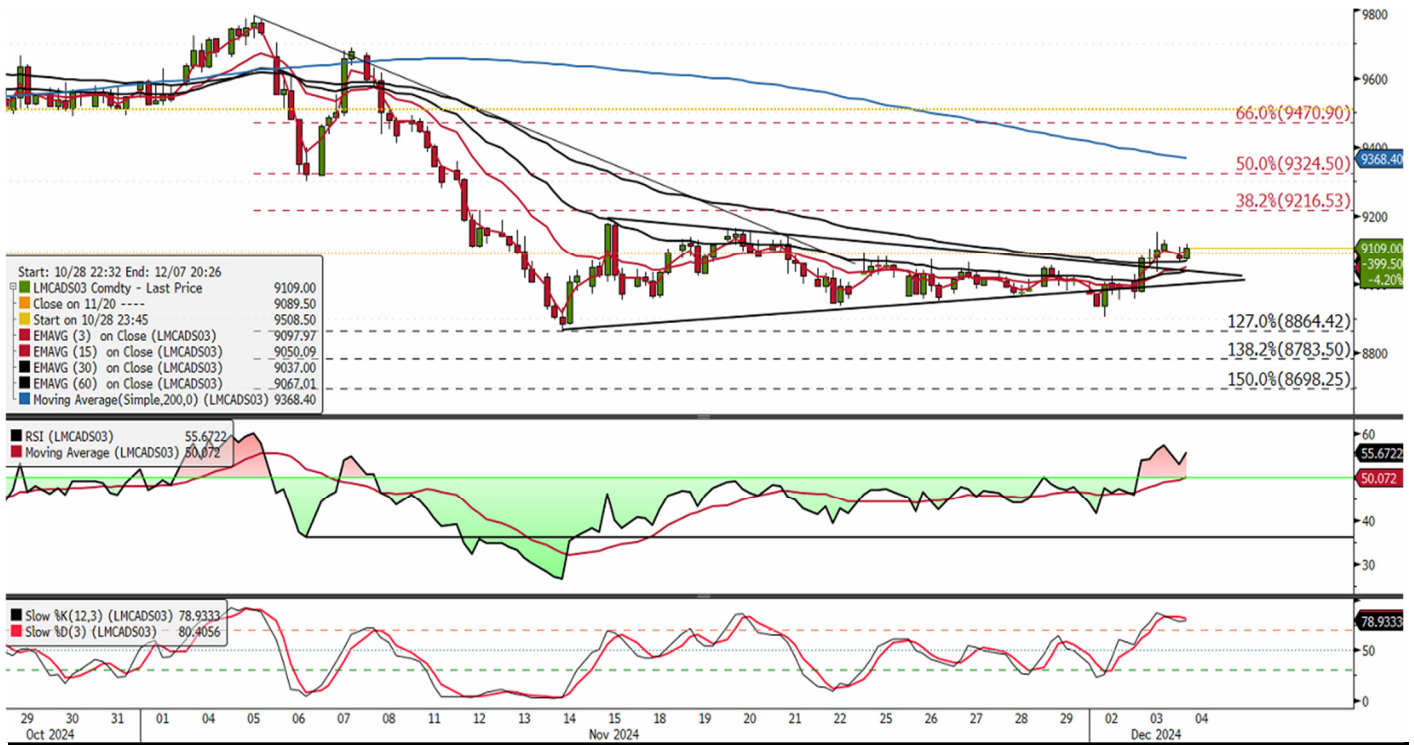 9800
9600
66.0%(9470.90)
9400
9368.40
50.0%(9324.50)
38.2%(9216.53)
9200
9109.00
-399.50
-4.20%
127.0%(8864.42)
138.2%(8783.50)
8800
150.0%(8698.25)
Start: 10/28 22:32 End: 12/07 20:26
LMCADS03 Comdty - Last Price 9109.00
Close on 11/20 ---- 9089.50
Start on 10/28 23:45 9508.50
EMAVG (3) on Close (LMCADS03) 9097.97
EMAVG (15) on Close (LMCADS03) 9050.09
EMAVG (30) on Close (LMCADS03) 9037.00
EMAVG (60) on Close (LMCADS03) 9067.01
Moving Average(Simple,200,0) (LMCADS03) 9368.40
RSI (LMCADS03) 55.6722
Moving Average (LMCADS03) 50.072
60
55.6722
50.072
40
30
Slow %K(12,3) (LMCADS03) 78.9333
Slow %D(3) (LMCADS03) 80.4056
78.9333
50
0
29 30 31 01 04 05 06 07 08 11 12 13 14 15 18 19 20 21 22 25 26 27 28 29 02 03 04
Oct 2024 Nov 2024 Dec 2024